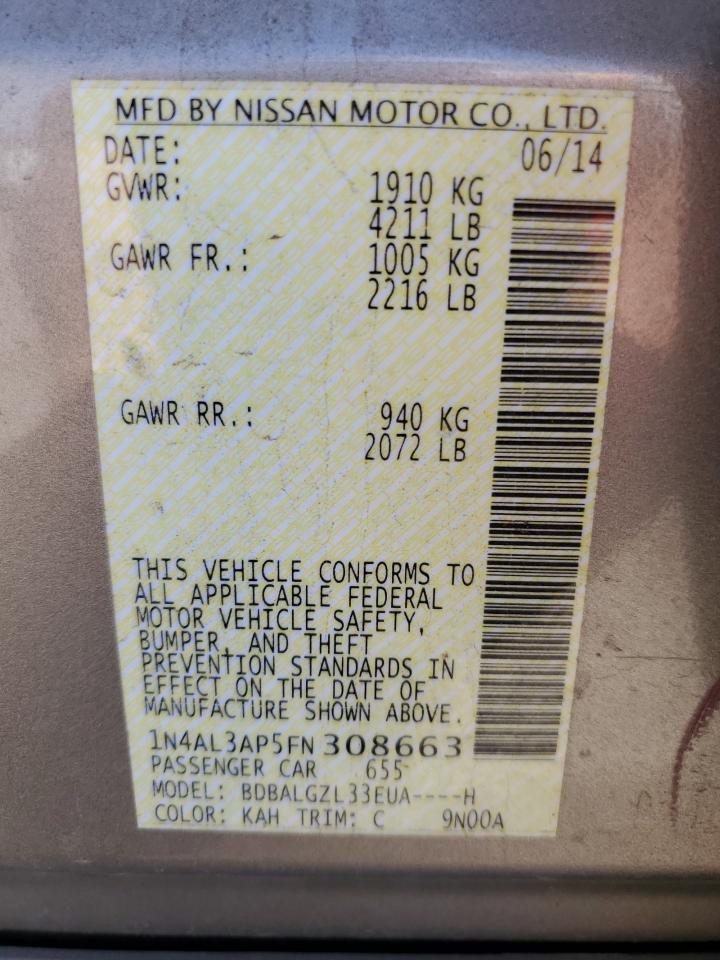 MFD BY NISSAN MOTOR CO., LTD.
DATE: 06/14
GVWR: 1910 KG
4211 LB
GAWR FR.: 1005 KG
2216 LB
GAWR RR.: 940 KG
2072 LB
THIS VEHICLE CONFORMS TO
ALL APPLICABLE FEDERAL
MOTOR VEHICLE SAFETY,
BUMPER, AND THEFT
PREVENTION STANDARDS IN
EFFECT ON THE DATE OF
MANUFACTURE SHOWN ABOVE.
1N4AL3AP5FN 308663
PASSENGER CAR 655
MODEL: BDBALGZL33EUA----H
COLOR: KAH TRIM: C 9N00A